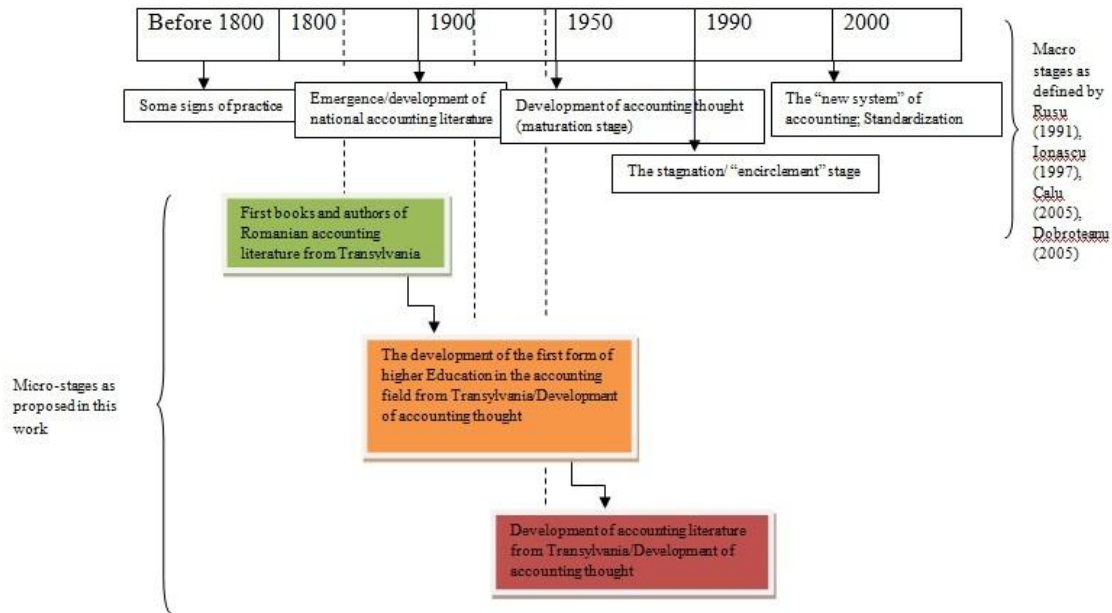 Before 1800 1800 1900 1950 1990 2000
Some signs of practice
Emergence/development of
national accounting literature
Development of accounting thought
(maturation stage)
The "new system" of
accounting; Standardization
The stagnation/ "encirclement" stage
Macro
stages as
defined by
Rusu
(1991),
Ionascu
(1997),
Calu
(2005),
Dobroteanu
(2005)
First books and authors of
Romanian accounting
literature from Transylvania
The development of the first form of
higher Education in the accounting
field from Transylvania/Development
of accounting thought
Micro-stages as
proposed in this
work
Development of accounting literature
from Transylvania/Development of
accounting thought